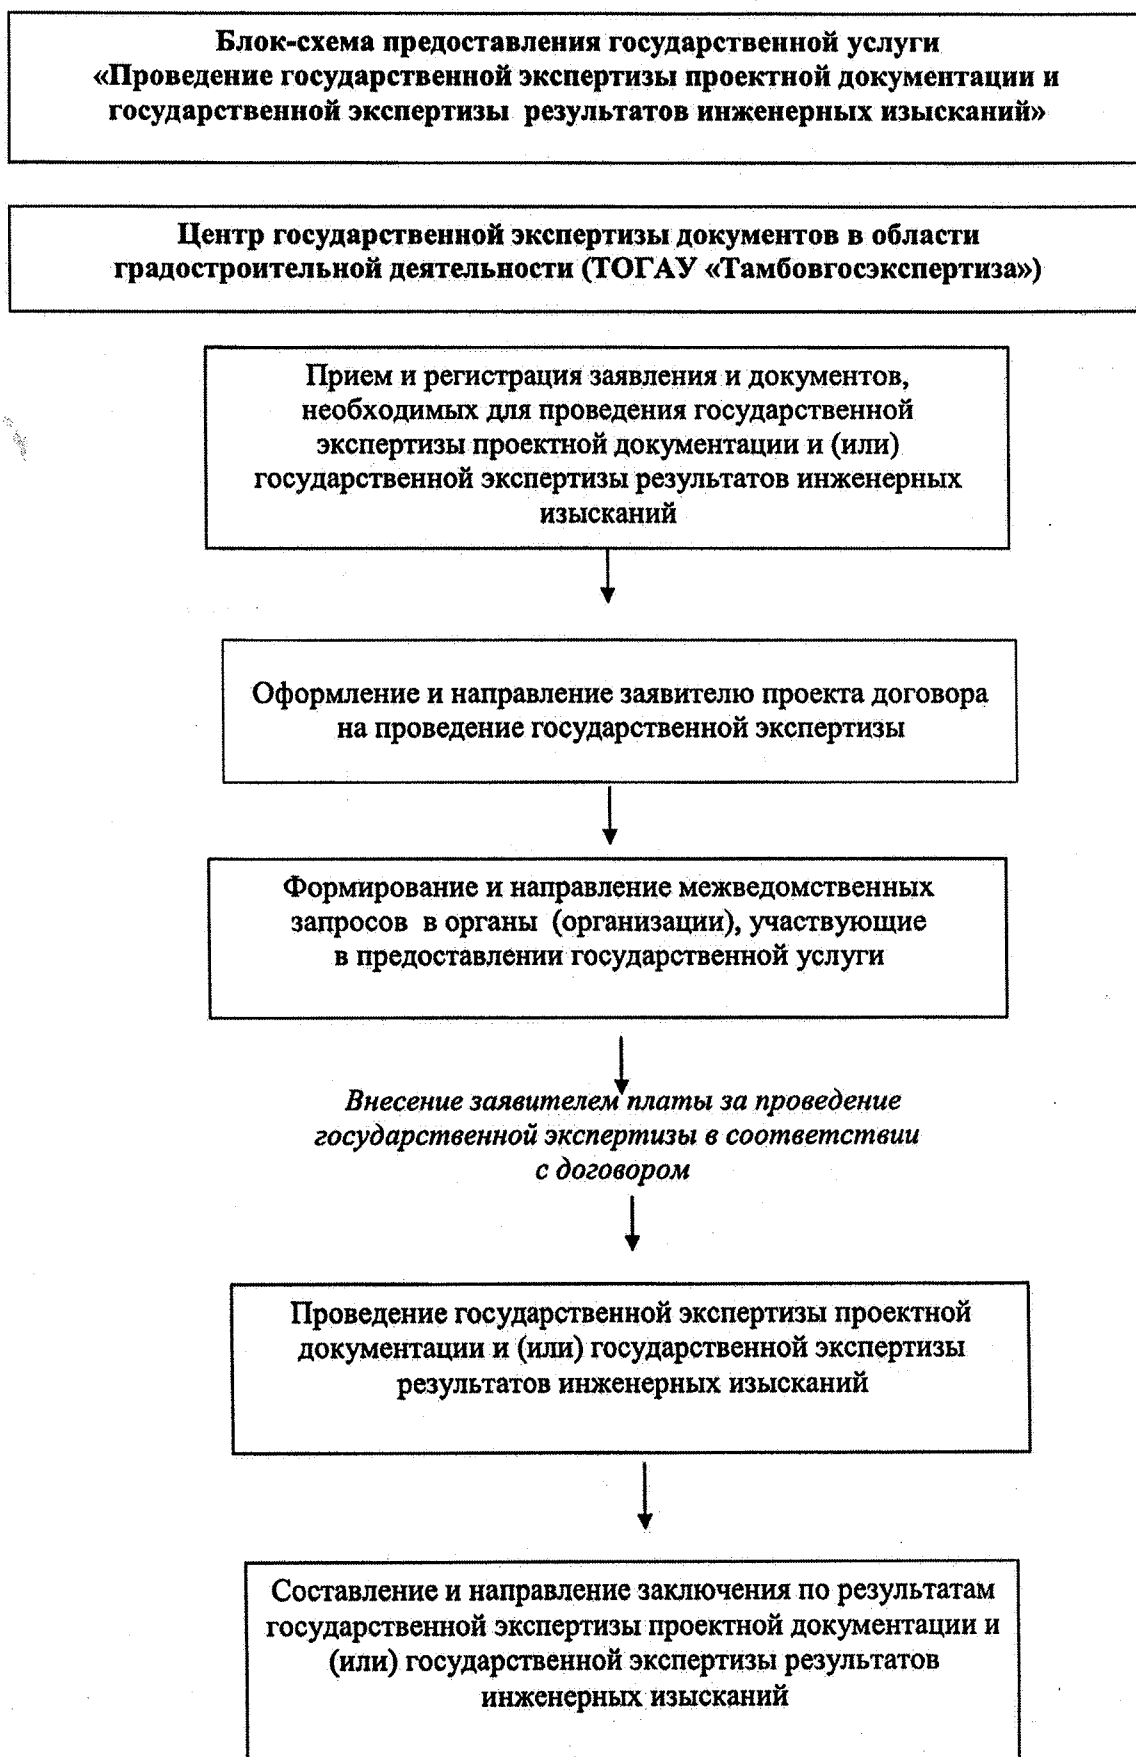 Блок-схема предоставления государственной услуги
«Проведение государственной экспертизы проектной документации и
государственной экспертизы результатов инженерных изысканий»
Центр государственной экспертизы документов в области
градостроительной деятельности (ТОГАУ «Тамбовгосэкспертиза»)
Прием и регистрация заявления и документов,
необходимых для проведения государственной
экспертизы проектной документации и (или)
государственной экспертизы результатов инженерных
изысканий
Оформление и направление заявителю проекта договора
на проведение государственной экспертизы
Формирование и направление межведомственных
запросов в органы (организации), участвующие
в предоставлении государственной услуги
Внесение заявителем платы за проведение
государственной экспертизы в соответствии
с договором
Проведение государственной экспертизы проектной
документации и (или) государственной экспертизы
результатов инженерных изысканий
Составление и направление заключения по результатам
государственной экспертизы проектной документации и
(или) государственной экспертизы результатов
инженерных изысканий